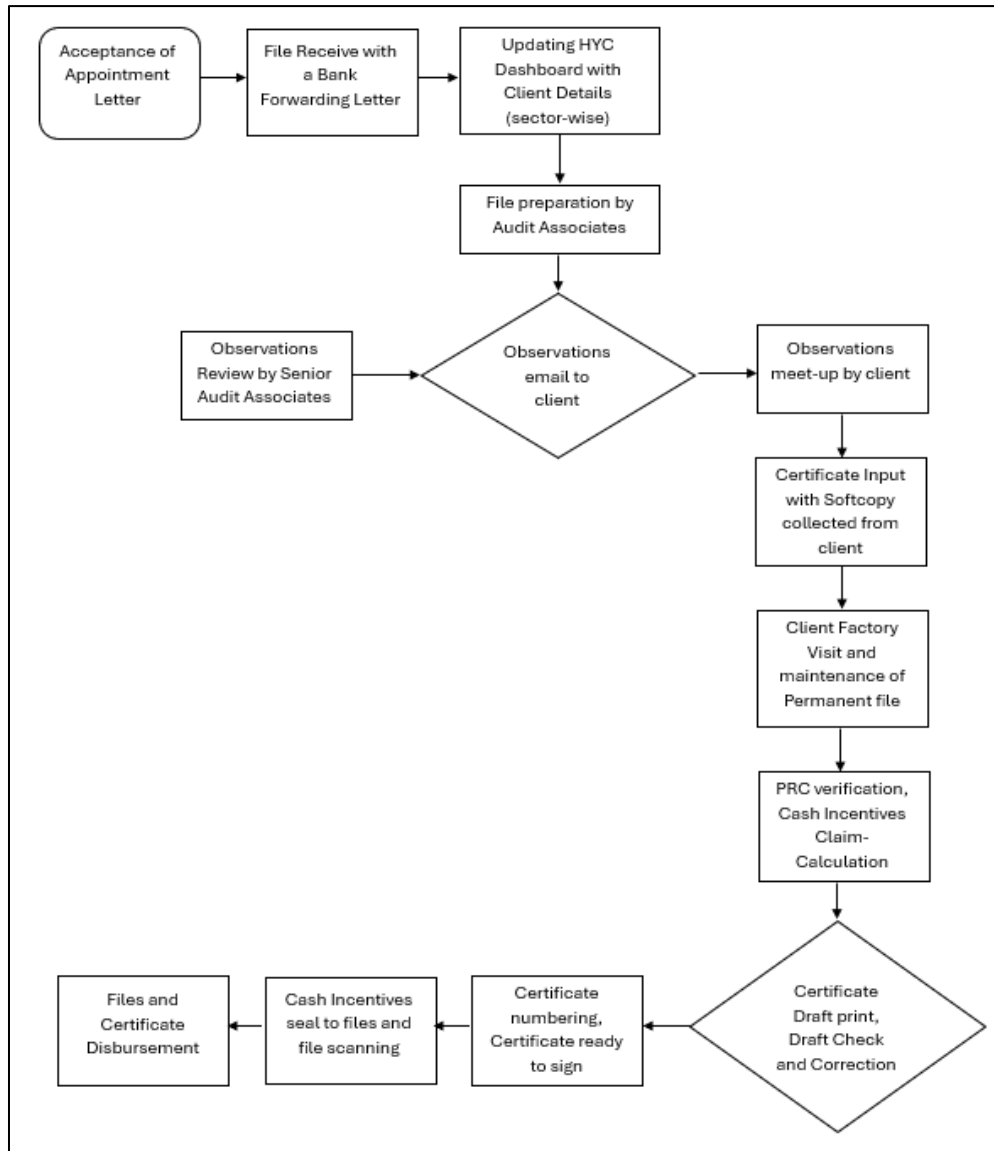 Acceptance of
Appointment
Letter
File Receive with
a Bank
Forwarding Letter
Updating HYC
Dashboard with
Client Details
(sector-wise)
File preparation by
Audit Associates
Observations
Review by Senior
Audit Associates
Observations
email to
client
Observations
meet-up by client
Certificate Input
with Softcopy
collected from
client
Client Factory
Visit and
maintenance of
Permanent file
PRC verification,
Cash Incentives
Claim-
Calculation
Certificate
Draft print,
Draft Check
and Correction
Certificate
numbering,
Certificate ready
to sign
Cash Incentives
seal to files and
file scanning
Files and
Certificate
Disbursement